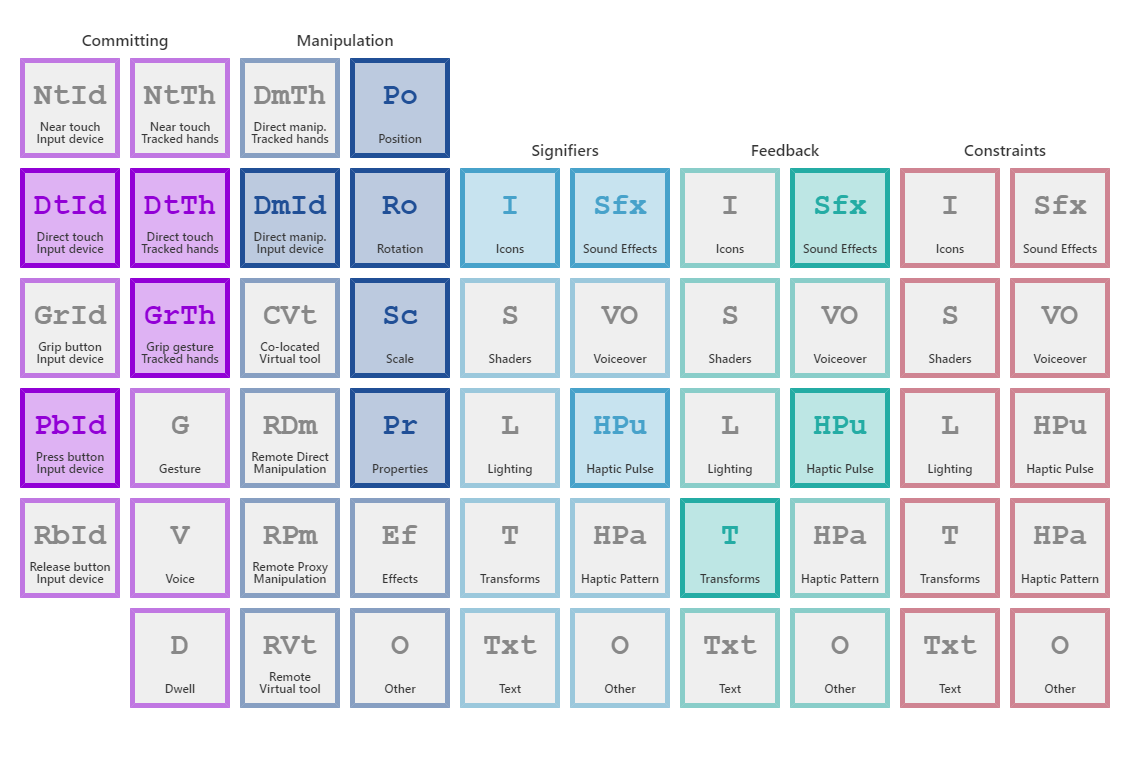 Committing
Manipulation
NtId
NtTh
DmTh
Po
Near touch
Input device
Near touch
Tracked hands
Direct manip.
Tracked hands
Position
Signifiers
Feedback
Constraints
DtId
DtTh
DmId
Ro
I
Sfx
I
Sfx
I
Sfx
Direct touch
Input device
Direct touch
Tracked hands
Direct manip.
Input device
Rotation
Icons
Sound Effects
Icons
Sound Effects
Icons
Sound Effects
GrId
GrTh
CVt
Sc
S
VO
S
VO
S
VO
Grip button
Input device
Grip gesture
Tracked hands
Co-located
Virtual tool
Scale
Shaders
Voiceover
Shaders
Voiceover
Shaders
Voiceover
PbId
G
RDm
Pr
L
HPu
L
HPu
L
HPu
Press button
Input device
Gesture
Remote Direct
Manipulation
Properties
Lighting
Haptic Pulse
Lighting
Haptic Pulse
Lighting
Haptic Pulse
RbId
V
RPm
Ef
T
HPa
T
HPa
T
HPa
Release button
Input device
Voice
Remote Proxy
Manipulation
Effects
Transforms
Haptic Pattern
Transforms
Haptic Pattern
Transforms
Haptic Pattern
D
RVt
O
Txt
O
Txt
O
Txt
O
Dwell
Remote
Virtual tool
Other
Text
Other
Text
Other
Text
Other